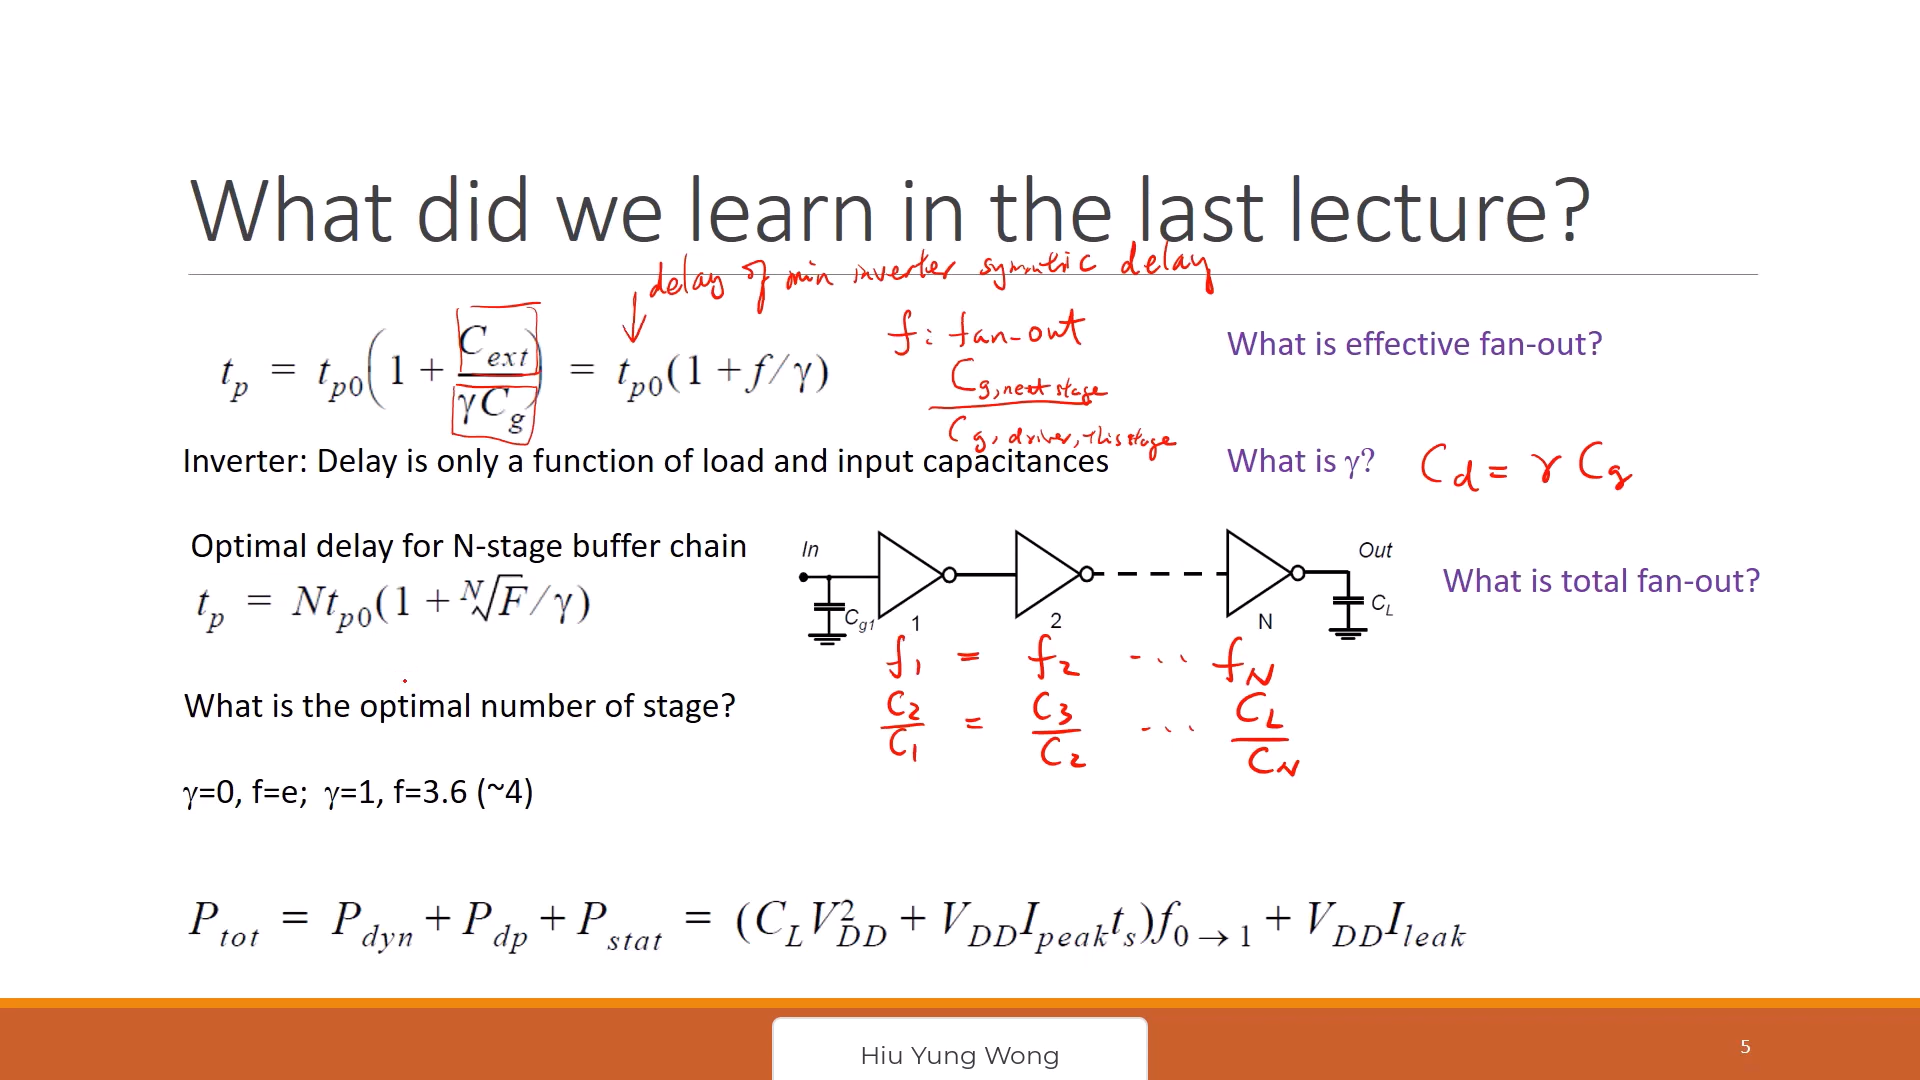 What did we learn in the last lecture?
delay of min inverter symmtric delay
t_p = t_p0(1 + C_ext/γC_g) = t_p0(1 + f/γ)
f: fan-out
C_g,next stage
C_g, driver, this stage
What is effective fan-out?
Inverter: Delay is only a function of load and input capacitances
What is γ?
C_d = γ C_g
Optimal delay for N-stage buffer chain
t_p = Nt_p0(1 + ᴺ√F/γ)
In
C_g1
1
2
N
Out
C_L
What is total fan-out?
f_1 = f_2 ... f_N
C_2/C_1 = C_3/C_2 ... C_L/C_N
What is the optimal number of stage?
γ=0, f=e; γ=1, f=3.6 (~4)
P_tot = P_dyn + P_dp + P_stat = (C_L V_DD² + V_DD I_peak t_s)f_0→1 + V_DD I_leak
Hiu Yung Wong
5